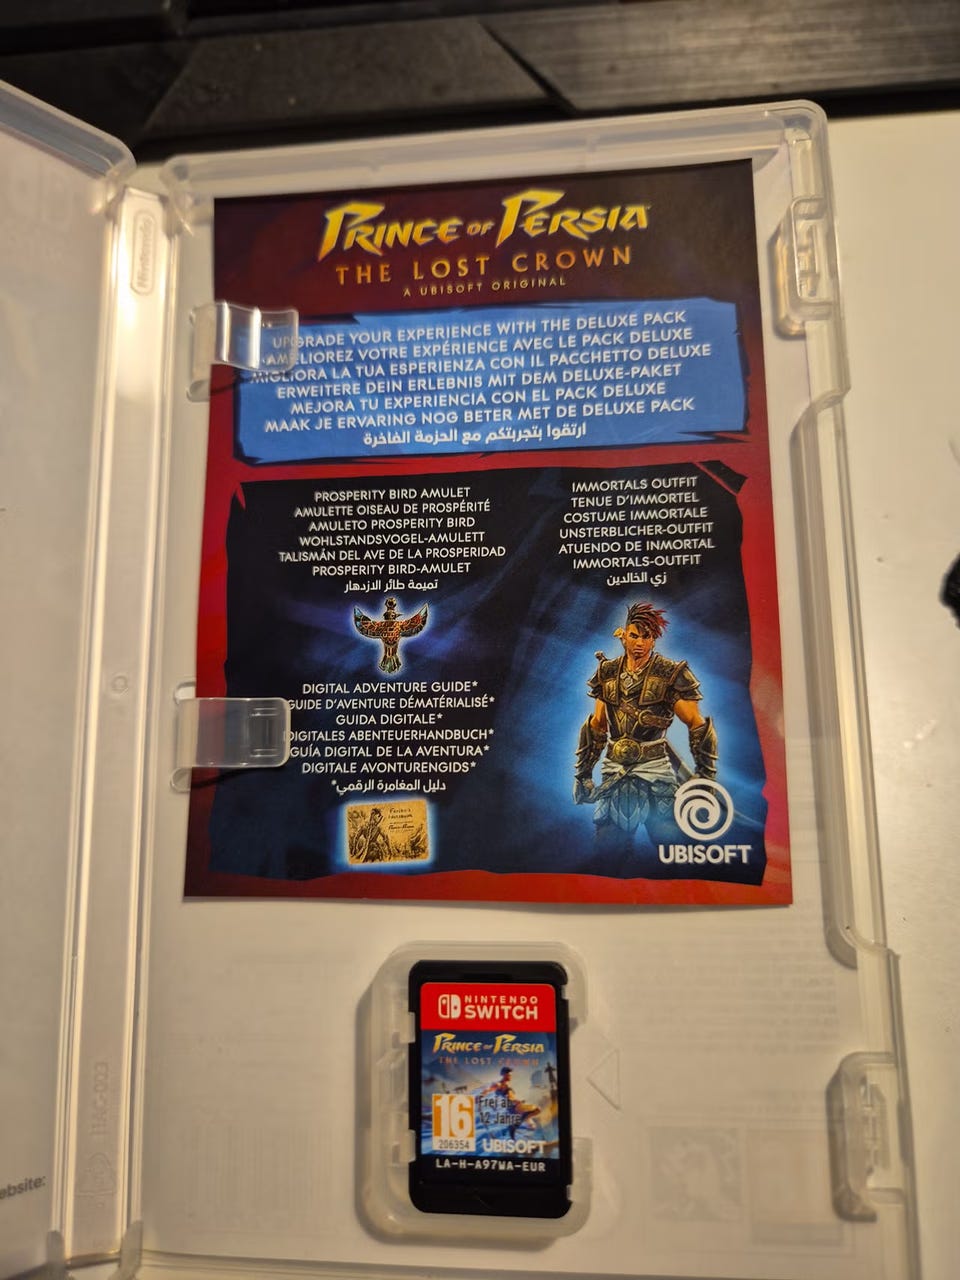 Nintendo
PRINCE OF PERSIA
THE LOST CROWN
A UBISOFT ORIGINAL
UPGRADE YOUR EXPERIENCE WITH THE DELUXE PACK
AMÉLIOREZ VOTRE EXPÉRIENCE AVEC LE PACK DELUXE
MIGLIORA LA TUA ESPERIENZA CON IL PACCHETTO DELUXE
ERWEITERE DEIN ERLEBNIS MIT DEM DELUXE-PAKET
MEJORA TU EXPERIENCIA CON EL PACK DELUXE
MAAK JE ERVARING NOG BETER MET DE DELUXE PACK
ارتقوا بتجربتكم مع الحزمة الفاخرة
PROSPERITY BIRD AMULET
AMULETTE OISEAU DE PROSPÉRITÉ
AMULETO PROSPERITY BIRD
WOHLSTANDSVOGEL-AMULETT
TALISMÁN DEL AVE DE LA PROSPERIDAD
PROSPERITY BIRD-AMULET
تميمة طائر الازدهار
IMMORTALS OUTFIT
TENUE D'IMMORTEL
COSTUME IMMORTALE
UNSTERBLICHER-OUTFIT
ATUENDO DE INMORTAL
IMMORTALS-OUTFIT
زي الخالدين
DIGITAL ADVENTURE GUIDE*
GUIDE D'AVENTURE DÉMATÉRIALISÉ*
GUIDA DIGITALE*
DIGITALES ABENTEUERHANDBUCH*
GUÍA DIGITAL DE LA AVENTURA*
DIGITALE AVONTURENGIDS*
دليل المغامرة الرقمي*
UBISOFT
NINTENDO
SWITCH
PRINCE OF PERSIA
THE LOST CROWN
16
206354
Frei ab
12 Jahre
UBISOFT
LA-H-A97WA-EUR
HAC-003
ebsite: